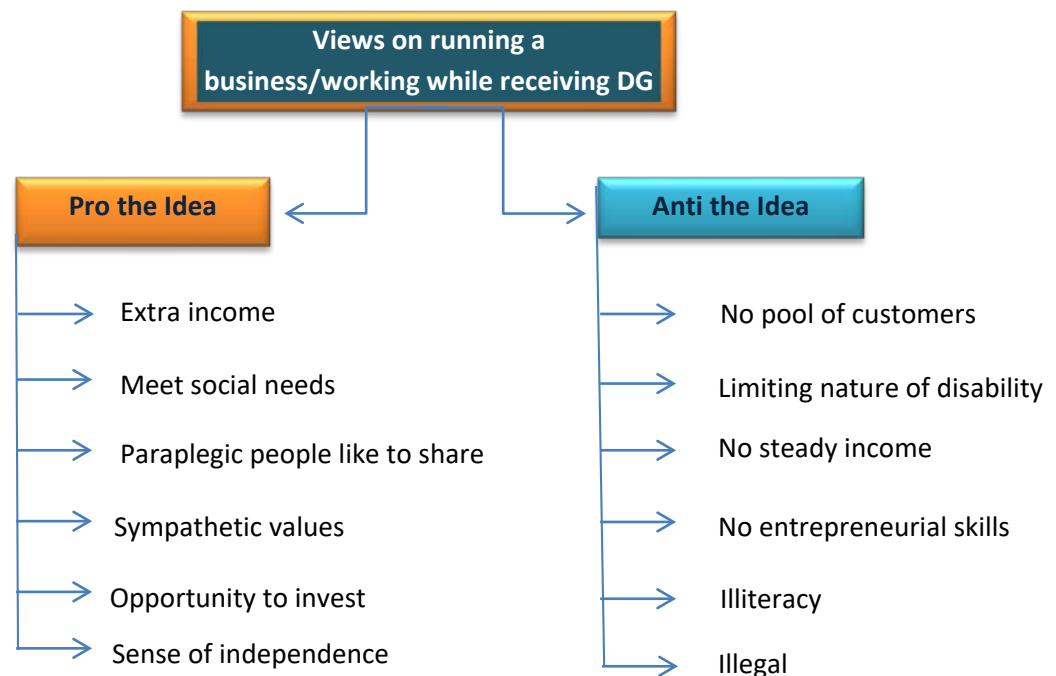 Views on running a
business/working while receiving DG
Pro the Idea
Extra income
Meet social needs
Paraplegic people like to share
Sympathetic values
Opportunity to invest
Sense of independence
Anti the Idea
No pool of customers
Limiting nature of disability
No steady income
No entrepreneurial skills
Illiteracy
Illegal